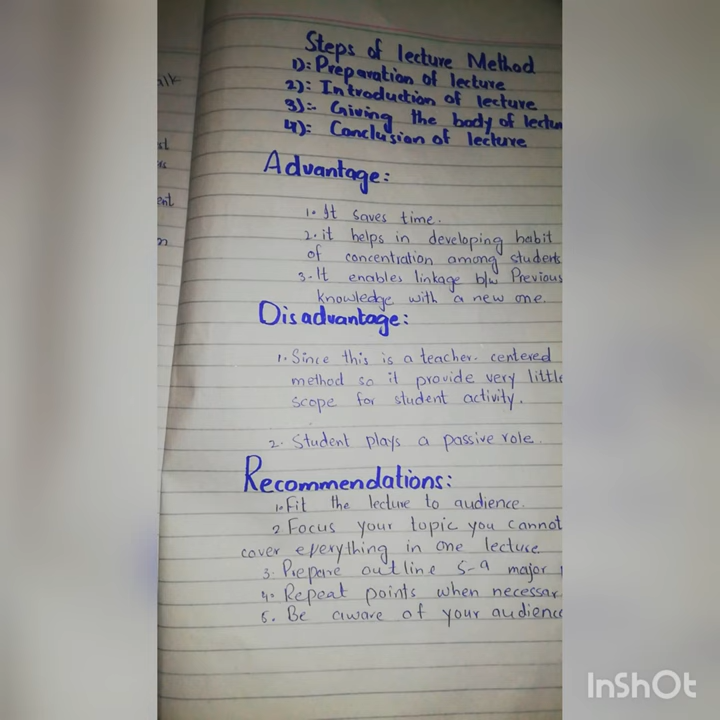 Steps of lecture Method
1): Preparation of lecture
2): Introduction of lecture
3):- Giving the body of lectur
4): Conclusion of lecture
Advantage:
1. It saves time.
2. it helps in developing habit
of concentration among students
3. It enables linkage b/w Previous
knowledge with a new one.
Disadvantage:
1. Since this is a teacher. centered
method so it provide very little
scope for student activity.
2. Student plays a passive role.
Recommendations:
1. Fit the lecture to audience.
2 Focus your topic you cannot
cover everything in one lecture
3. Prepare outline 5-9 major
4. Repeat points when necessar
5. Be aware of your audience
InShOt